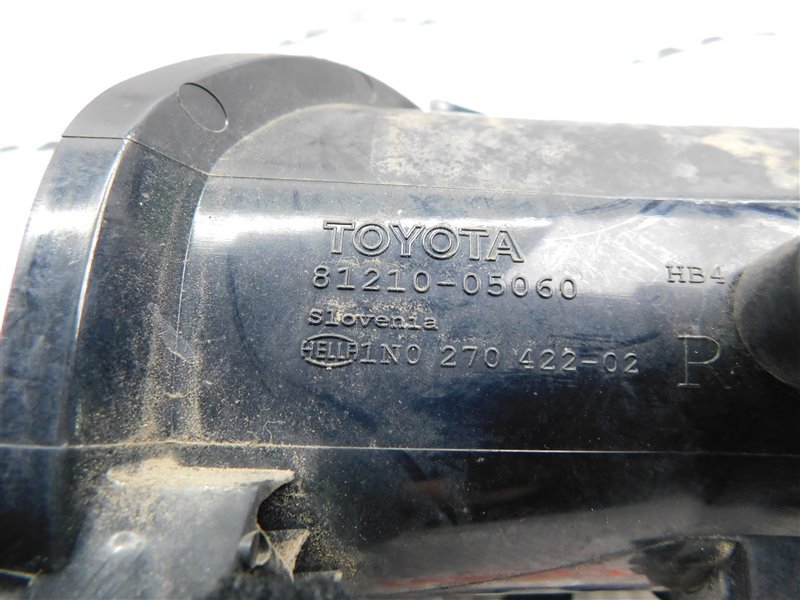 TOYOTA
81210-05060
HB4
Slovenia
HELLA 1N0 270 422-02
R